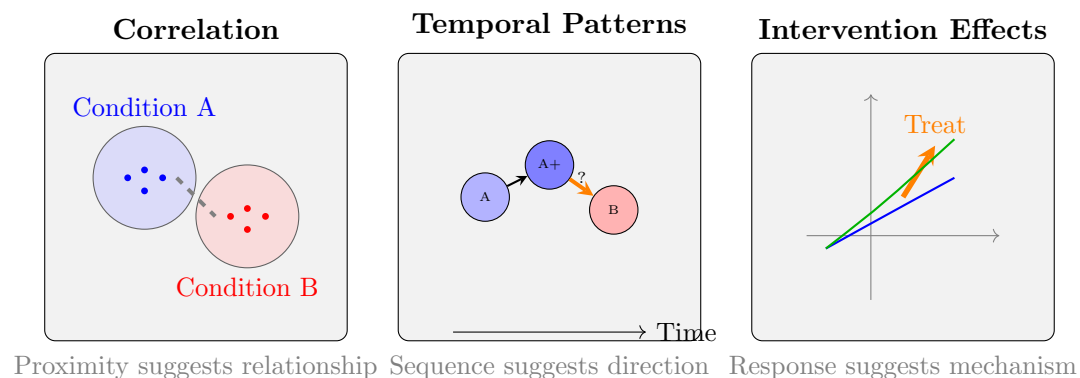 Correlation
Condition A
Condition B
Proximity suggests relationship
Temporal Patterns
A
A+
?
B
Time
Sequence suggests direction
Intervention Effects
Treat
Response suggests mechanism